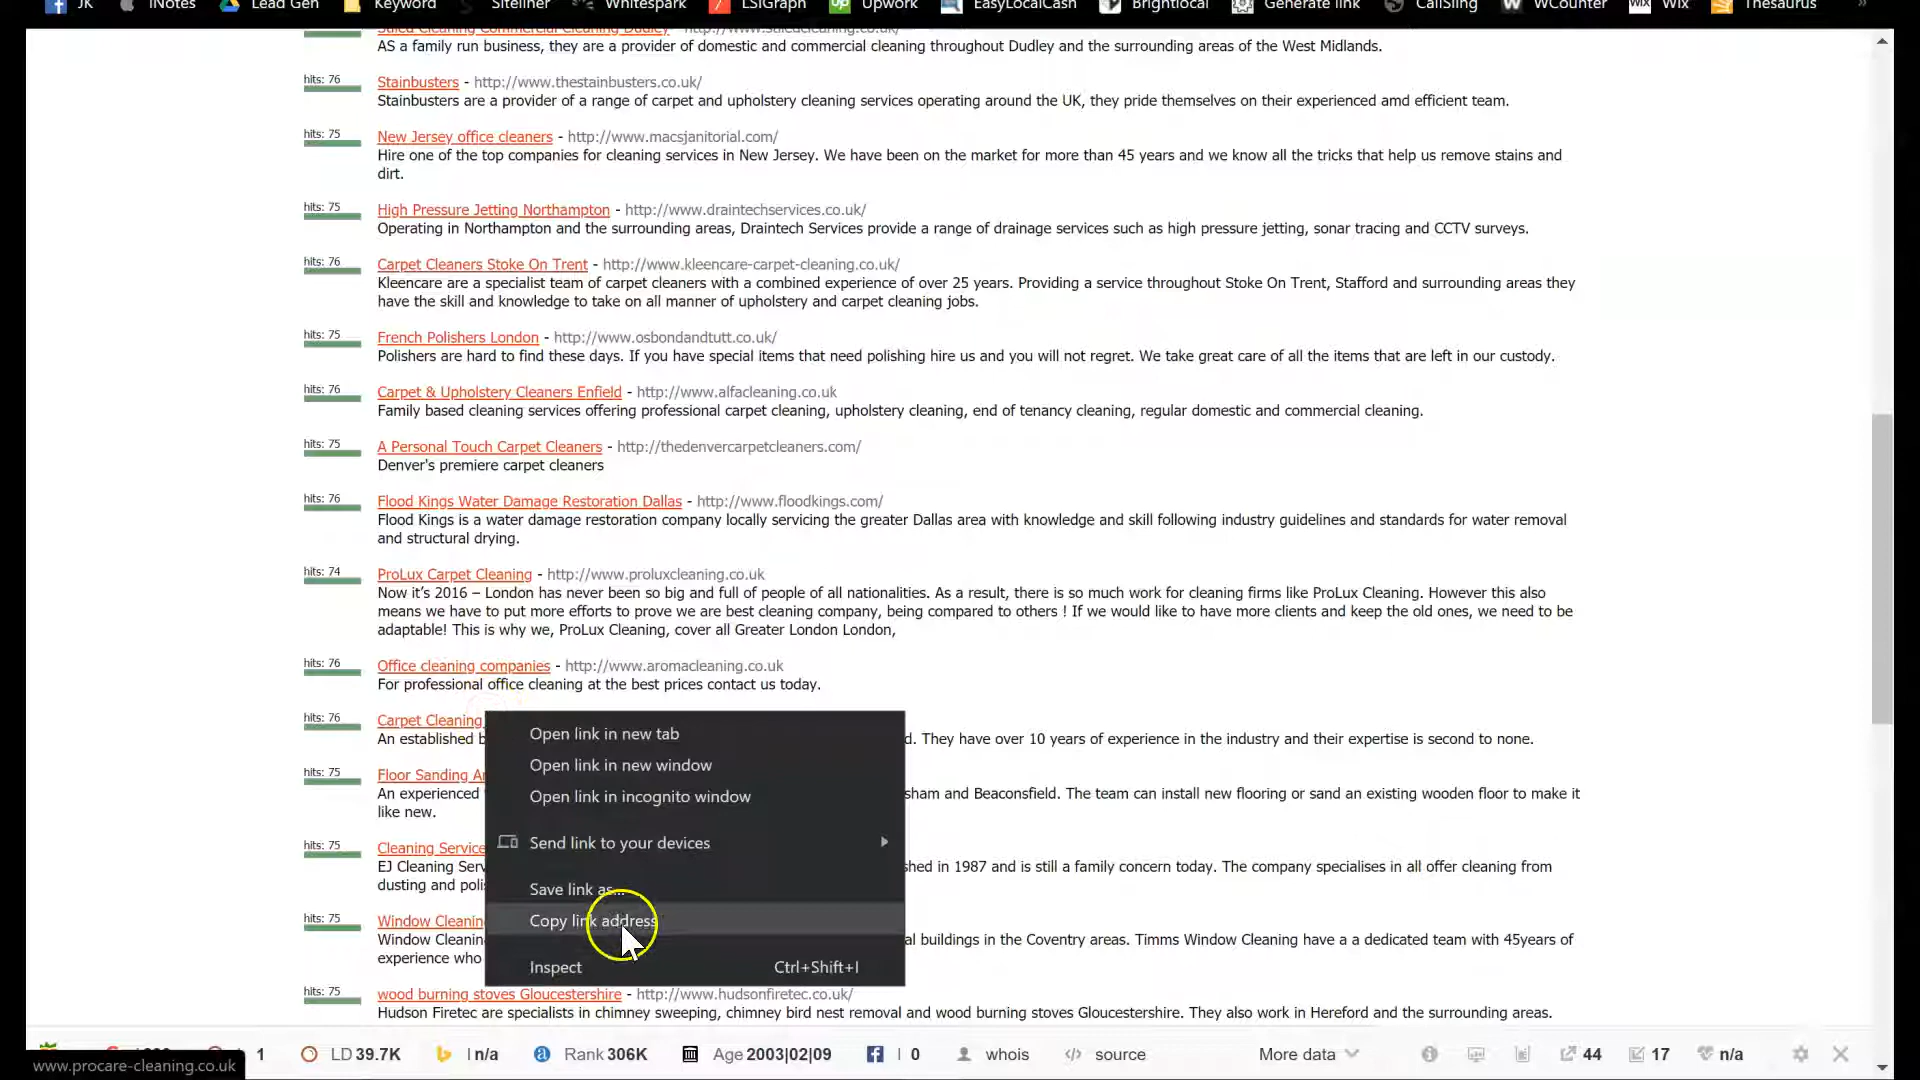 JK iNotes Lead Gen Keyword Siteliner Whitespark LSIGraph Upwork EasyLocalCash Brightlocal Generate link CallSling WCounter Wix Thesaurus »
Saled Cleaning Commercial Cleaning Dudley - http://www.saledcleaning.co.uk/
AS a family run business, they are a provider of domestic and commercial cleaning throughout Dudley and the surrounding areas of the West Midlands.
hits: 76
Stainbusters - http://www.thestainbusters.co.uk/
Stainbusters are a provider of a range of carpet and upholstery cleaning services operating around the UK, they pride themselves on their experienced amd efficient team.
hits: 75
New Jersey office cleaners - http://www.macsjanitorial.com/
Hire one of the top companies for cleaning services in New Jersey. We have been on the market for more than 45 years and we know all the tricks that help us remove stains and
dirt.
hits: 75
High Pressure Jetting Northampton - http://www.draintechservices.co.uk/
Operating in Northampton and the surrounding areas, Draintech Services provide a range of drainage services such as high pressure jetting, sonar tracing and CCTV surveys.
hits: 76
Carpet Cleaners Stoke On Trent - http://www.kleencare-carpet-cleaning.co.uk/
Kleencare are a specialist team of carpet cleaners with a combined experience of over 25 years. Providing a service throughout Stoke On Trent, Stafford and surrounding areas they
have the skill and knowledge to take on all manner of upholstery and carpet cleaning jobs.
hits: 75
French Polishers London - http://www.osbondandtutt.co.uk/
Polishers are hard to find these days. If you have special items that need polishing hire us and you will not regret. We take great care of all the items that are left in our custody.
hits: 76
Carpet & Upholstery Cleaners Enfield - http://www.alfacleaning.co.uk
Family based cleaning services offering professional carpet cleaning, upholstery cleaning, end of tenancy cleaning, regular domestic and commercial cleaning.
hits: 75
A Personal Touch Carpet Cleaners - http://thedenvercarpetcleaners.com/
Denver's premiere carpet cleaners
hits: 76
Flood Kings Water Damage Restoration Dallas - http://www.floodkings.com/
Flood Kings is a water damage restoration company locally servicing the greater Dallas area with knowledge and skill following industry guidelines and standards for water removal
and structural drying.
hits: 74
ProLux Carpet Cleaning - http://www.proluxcleaning.co.uk
Now it's 2016 – London has never been so big and full of people of all nationalities. As a result, there is so much work for cleaning firms like ProLux Cleaning. However this also
means we have to put more efforts to prove we are best cleaning company, being compared to others ! If we would like to have more clients and keep the old ones, we need to be
adaptable! This is why we, ProLux Cleaning, cover all Greater London London,
hits: 76
Office cleaning companies - http://www.aromacleaning.co.uk
For professional office cleaning at the best prices contact us today.
hits: 76
Carpet Cleaning
An established b d. They have over 10 years of experience in the industry and their expertise is second to none.
hits: 75
Floor Sanding A
An experienced sham and Beaconsfield. The team can install new flooring or sand an existing wooden floor to make it
like new.
hits: 75
Cleaning Service
EJ Cleaning Serv shed in 1987 and is still a family concern today. The company specialises in all offer cleaning from
dusting and poli
hits: 75
Window Cleanin
Window Cleanin al buildings in the Coventry areas. Timms Window Cleaning have a a dedicated team with 45years of
experience who
hits: 75
wood burning stoves Gloucestershire - http://www.hudsonfiretec.co.uk/
Hudson Firetec are specialists in chimney sweeping, chimney bird nest removal and wood burning stoves Gloucestershire. They also work in Hereford and the surrounding areas.
Open link in new tab
Open link in new window
Open link in incognito window
Send link to your devices
Save link as...
Copy link address
Inspect Ctrl+Shift+I
1 LD 39.7K I n/a Rank 306K Age 2003|02|09 I 0 whois source More data 44 17 n/a
www.procare-cleaning.co.uk